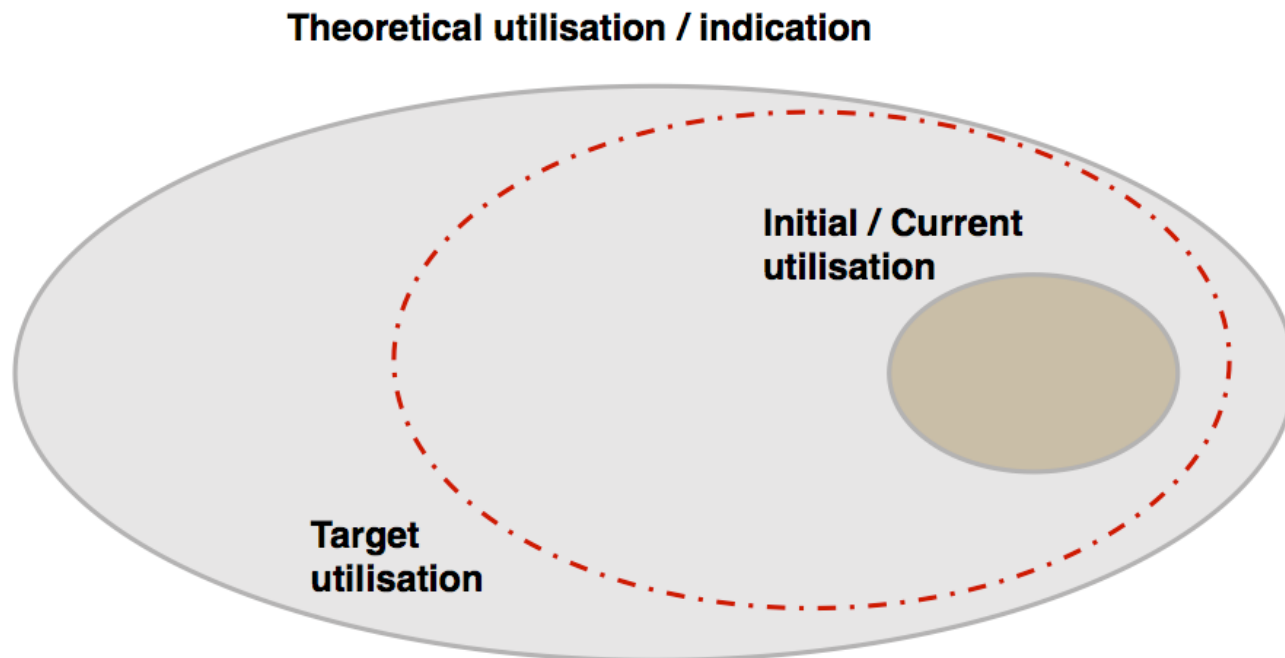 Theoretical utilisation / indication
Initial / Current
utilisation
Target
utilisation